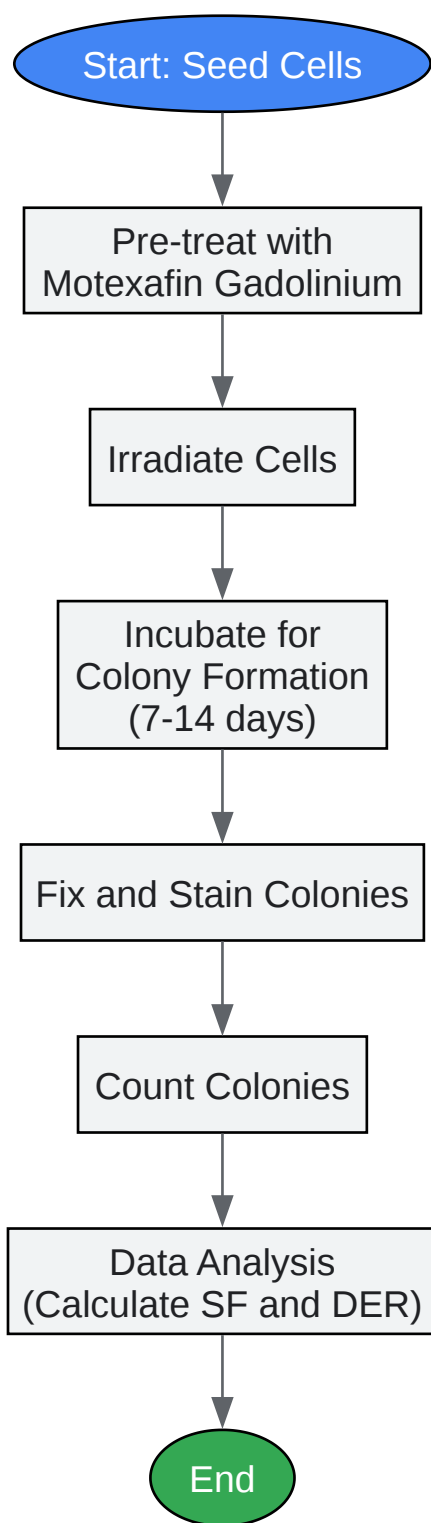 Start: Seed Cells
Pre-treat with
Motexafin Gadolinium
Irradiate Cells
Incubate for
Colony Formation
(7-14 days)
Fix and Stain Colonies
Count Colonies
Data Analysis
(Calculate SF and DER)
End